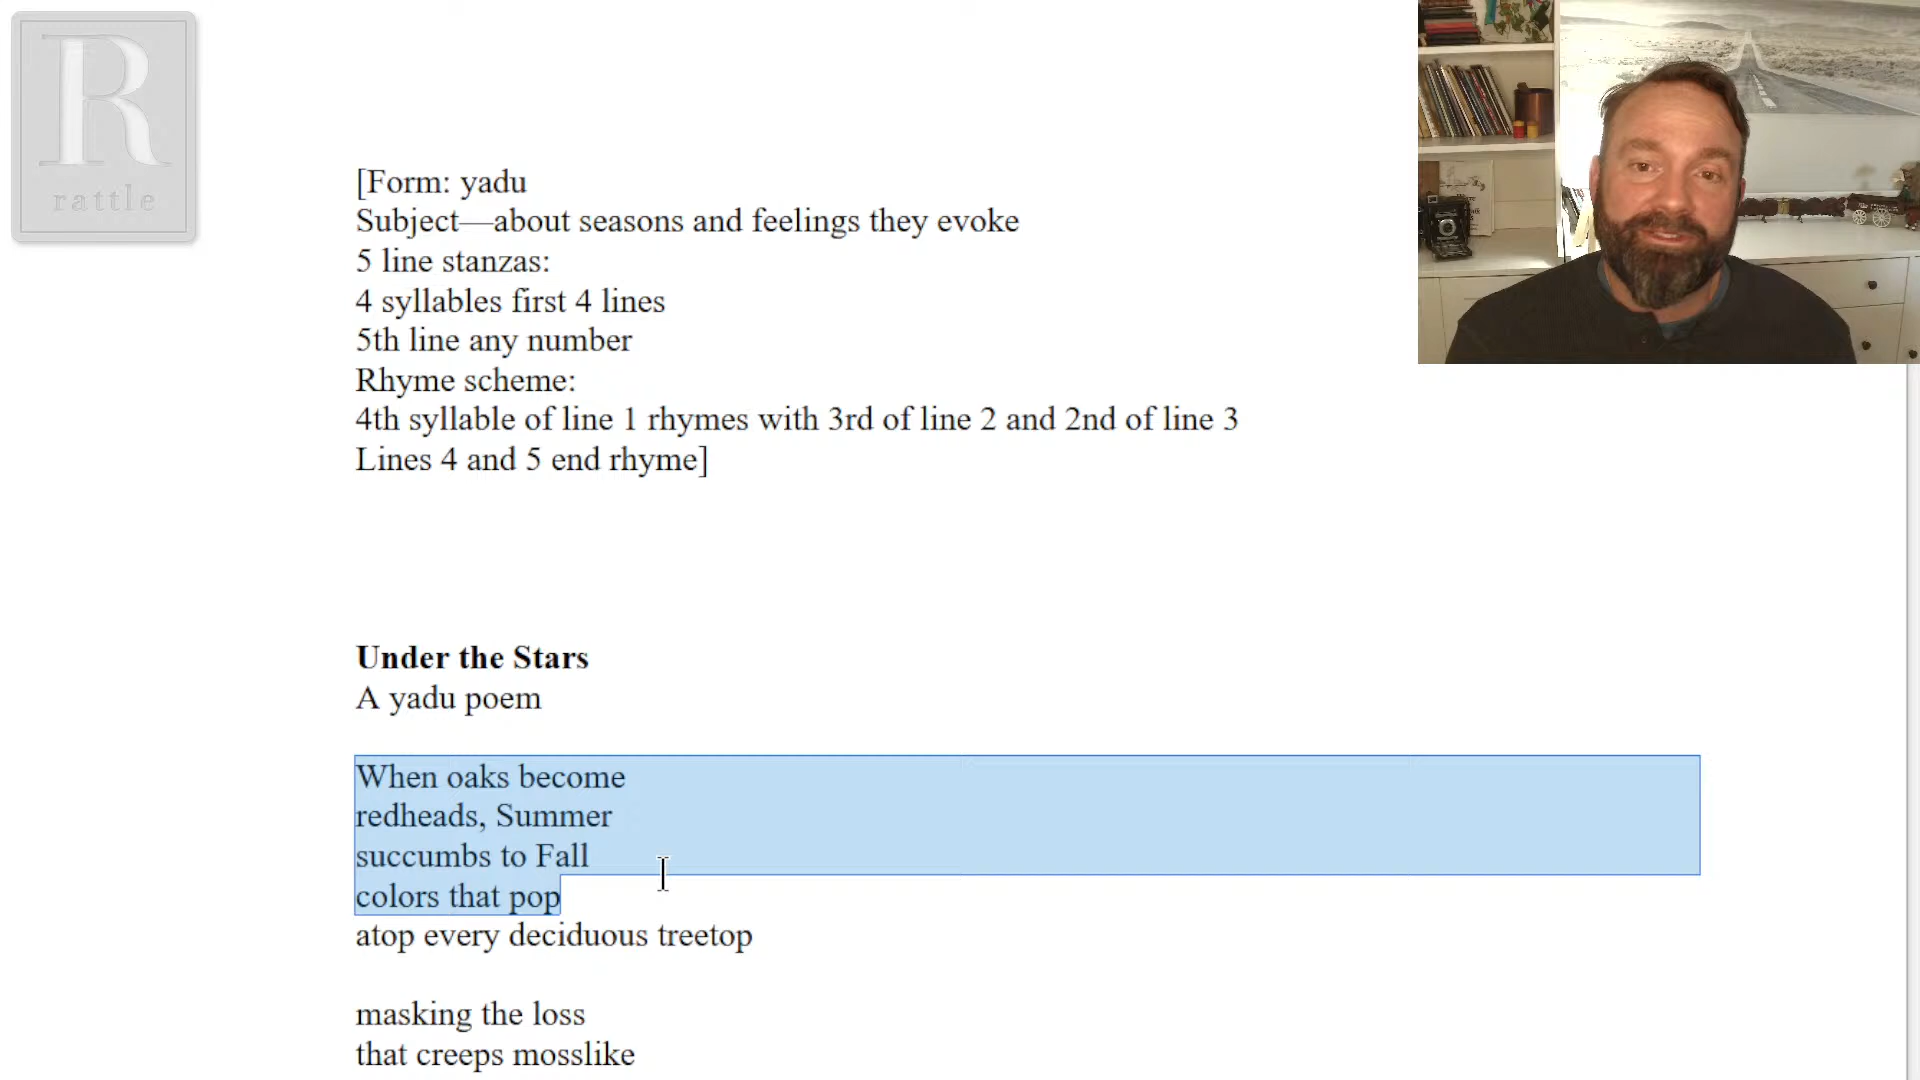 R
rattle
[Form: yadu
Subject—about seasons and feelings they evoke
5 line stanzas:
4 syllables first 4 lines
5th line any number
Rhyme scheme:
4th syllable of line 1 rhymes with 3rd of line 2 and 2nd of line 3
Lines 4 and 5 end rhyme]
Under the Stars
A yadu poem
When oaks become
redheads, Summer
succumbs to Fall
colors that pop
atop every deciduous treetop
masking the loss
that creeps mosslike